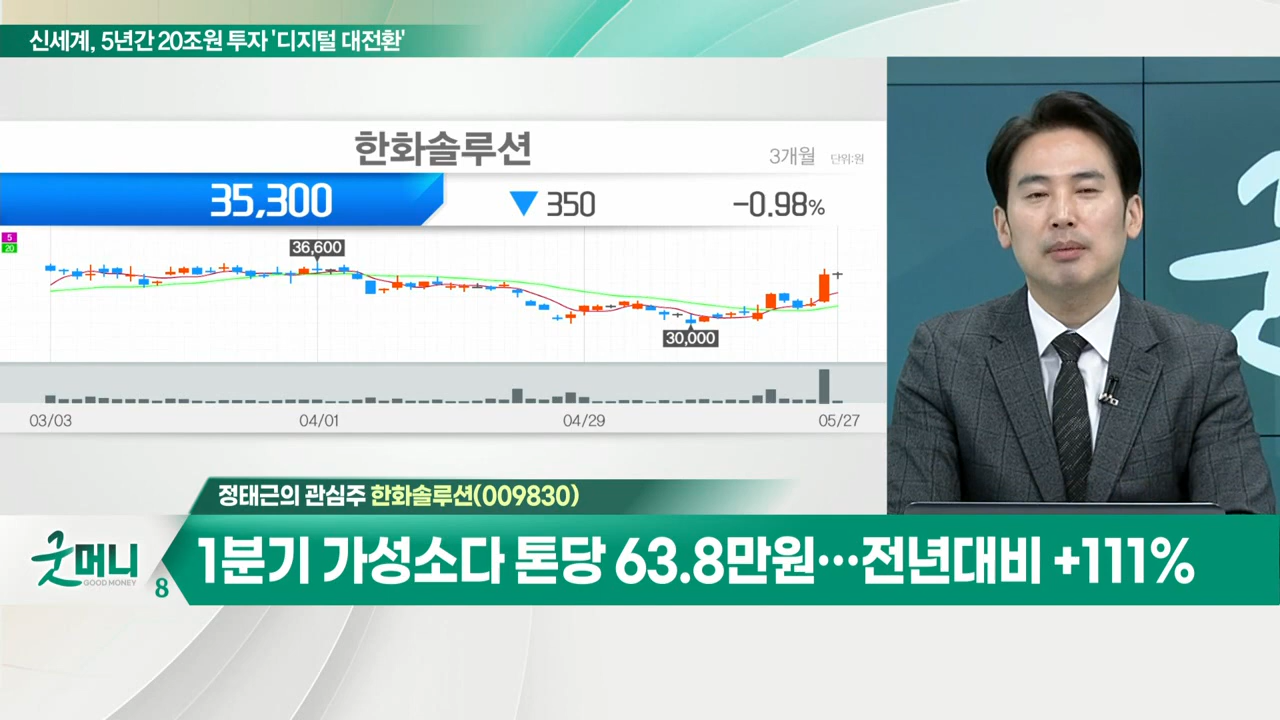 신세계, 5년간 20조원 투자 '디지털 대전환'
한화솔루션
3개월 단위:원
35,300 ▼ 350 -0.98%
5
20
36,600
30,000
03/03 04/01 04/29 05/27
정태근의 관심주 한화솔루션(009830)
굿머니
GOOD MONEY
8
1분기 가성소다 톤당 63.8만원…전년대비 +111%